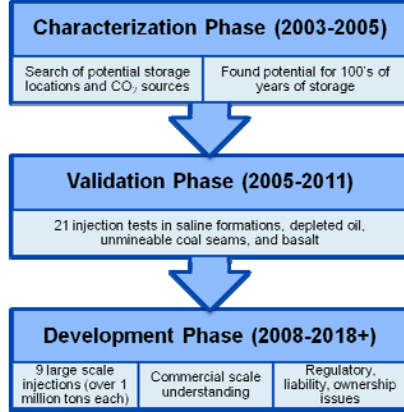 Characterization Phase (2003-2005)
Search of potential storage
locations and CO₂ sources
Found potential for 100's of
years of storage
Validation Phase (2005-2011)
21 injection tests in saline formations, depleted oil,
unmineable coal seams, and basalt
Development Phase (2008-2018+)
9 large scale
injections (over 1
million tons each)
Commercial scale
understanding
Regulatory,
liability, ownership
issues